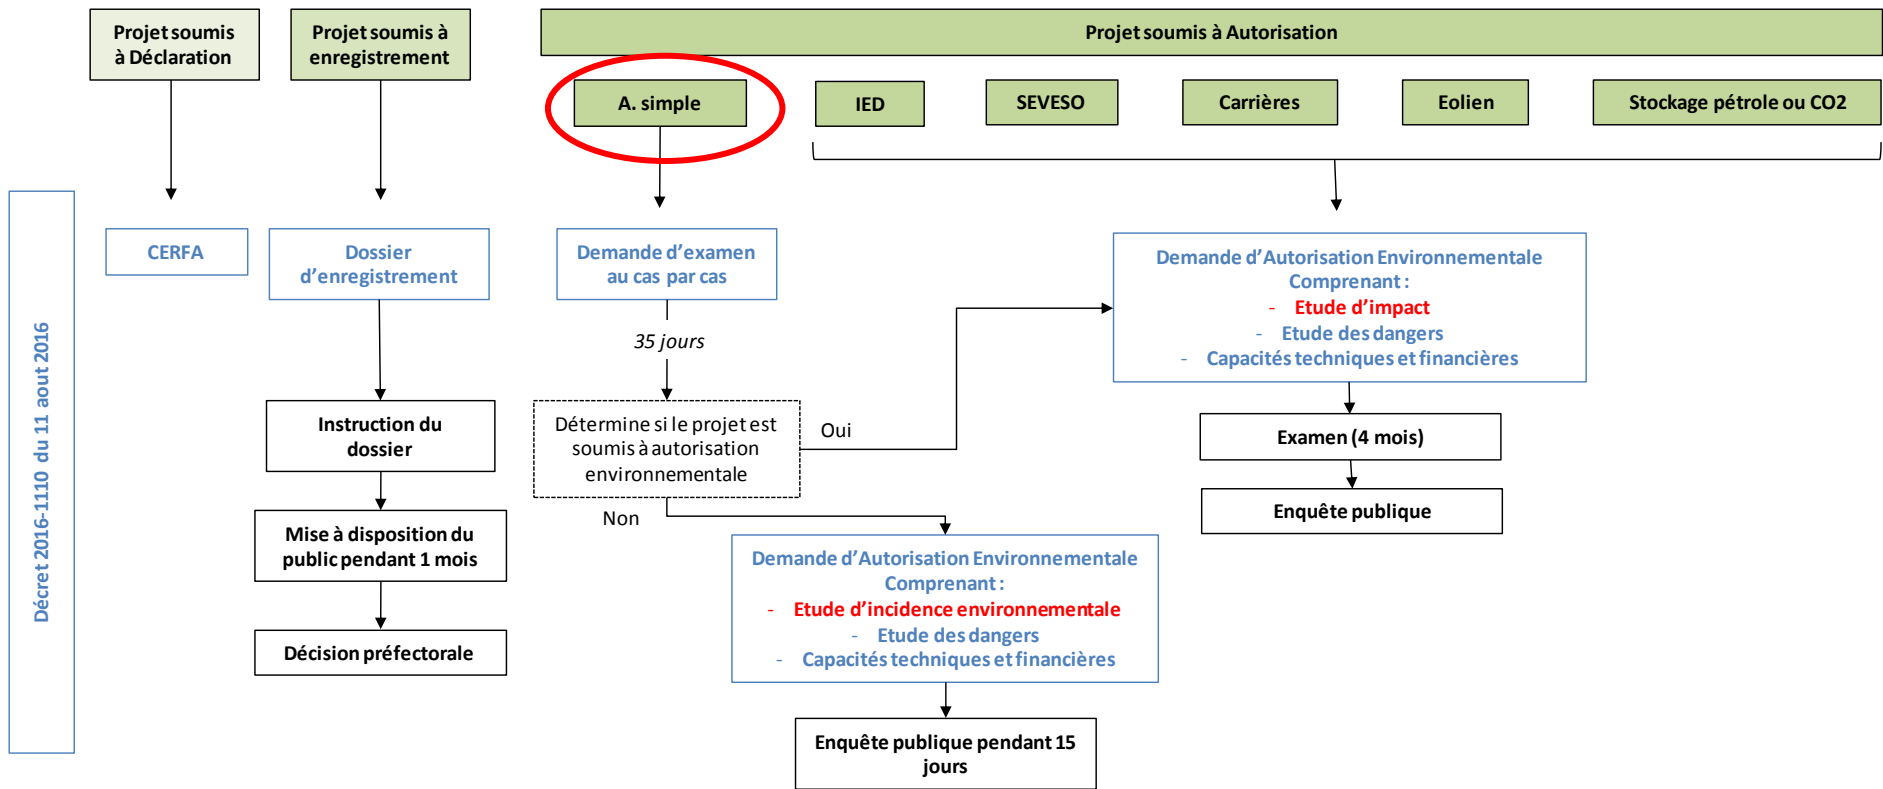 Projet soumis
à Déclaration
Projet soumis à
enregistrement
Projet soumis à Autorisation
A. simple
IED
SEVESO
Carrières
Eolien
Stockage pétrole ou CO2
Décret 2016-1110 du 11 aout 2016
CERFA
Dossier
d'enregistrement
Instruction du
dossier
Mise à disposition du
public pendant 1 mois
Décision préfectorale
Demande d'examen
au cas par cas
35 jours
Détermine si le projet est
soumis à autorisation
environnementale
Oui
Non
Demande d'Autorisation Environnementale
Comprenant :
- Etude d'incidence environnementale
- Etude des dangers
- Capacités techniques et financières
Enquête publique pendant 15
jours
Demande d'Autorisation Environnementale
Comprenant :
- Etude d'impact
- Etude des dangers
- Capacités techniques et financières
Examen (4 mois)
Enquête publique